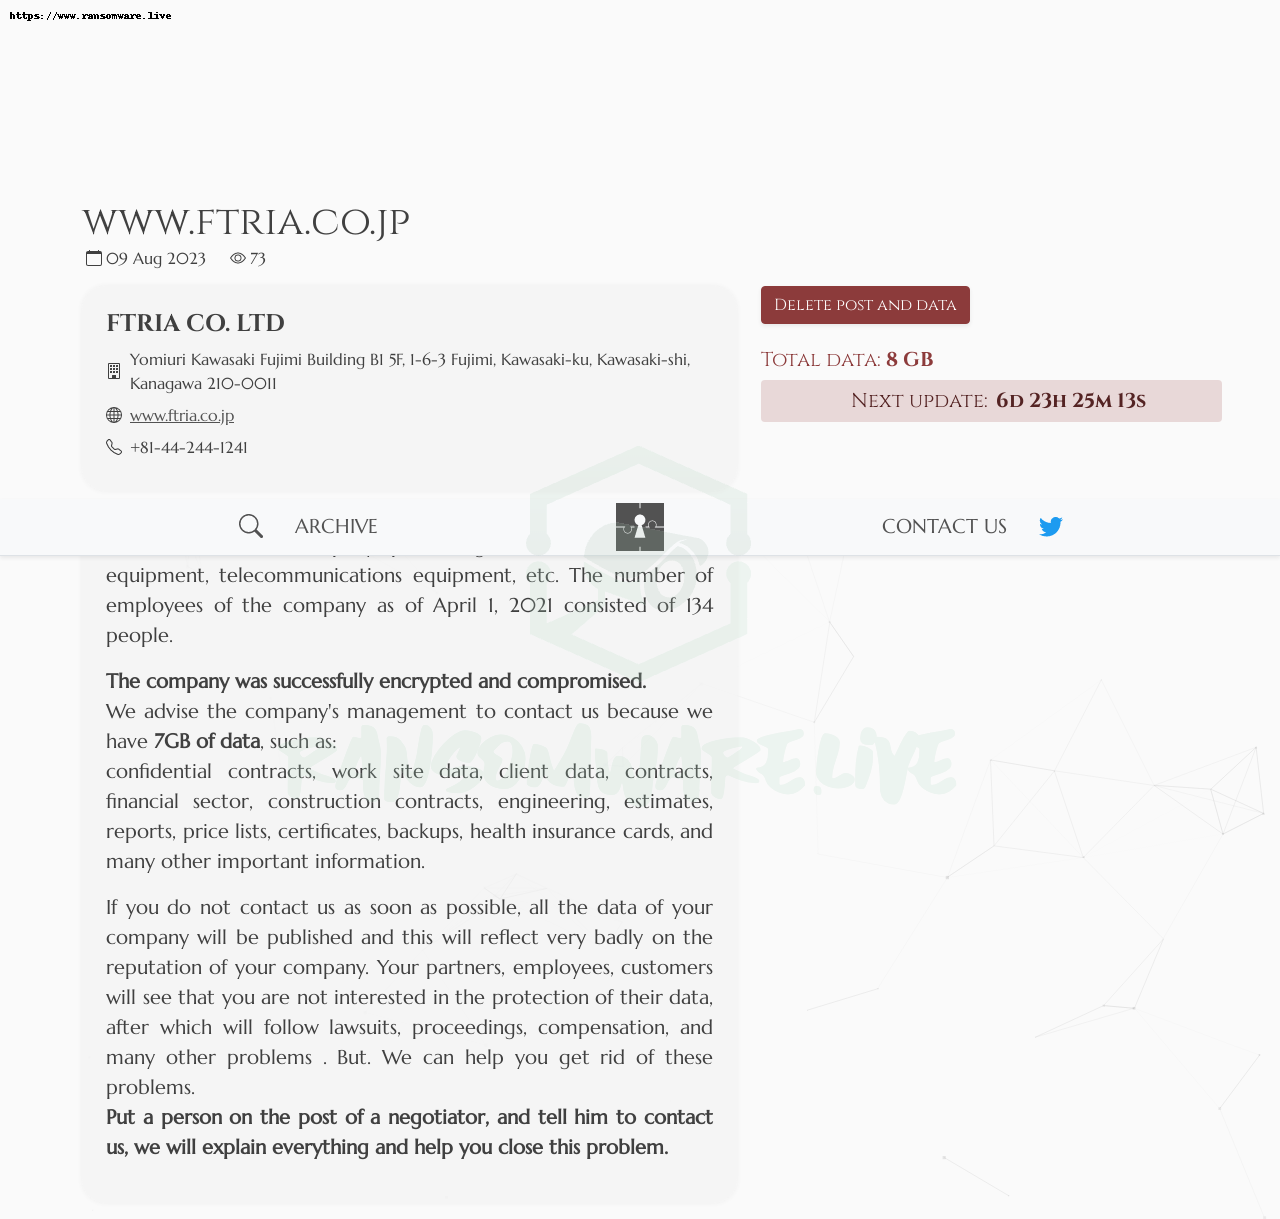 https://www.ransomware.live
www.ftria.co.jp
09 Aug 2023 73
FTRIA CO. LTD
Yomiuri Kawasaki Fujimi Building B1 5F, 1-6-3 Fujimi, Kawasaki-ku, Kawasaki-shi,
Kanagawa 210-0011
www.ftria.co.jp
+81-44-244-1241
Delete post and data
Total data: 8 GB
Next update: 6d 23h 25m 13s
ARCHIVE
CONTACT US
equipment, telecommunications equipment, etc. The number of
employees of the company as of April 1, 2021 consisted of 134
people.
The company was successfully encrypted and compromised.
We advise the company's management to contact us because we
have 7GB of data, such as:
confidential contracts, work site data, client data, contracts,
financial sector, construction contracts, engineering, estimates,
reports, price lists, certificates, backups, health insurance cards, and
many other important information.
RANSOMWARE.LIVE
If you do not contact us as soon as possible, all the data of your
company will be published and this will reflect very badly on the
reputation of your company. Your partners, employees, customers
will see that you are not interested in the protection of their data,
after which will follow lawsuits, proceedings, compensation, and
many other problems . But. We can help you get rid of these
problems.
Put a person on the post of a negotiator, and tell him to contact
us, we will explain everything and help you close this problem.